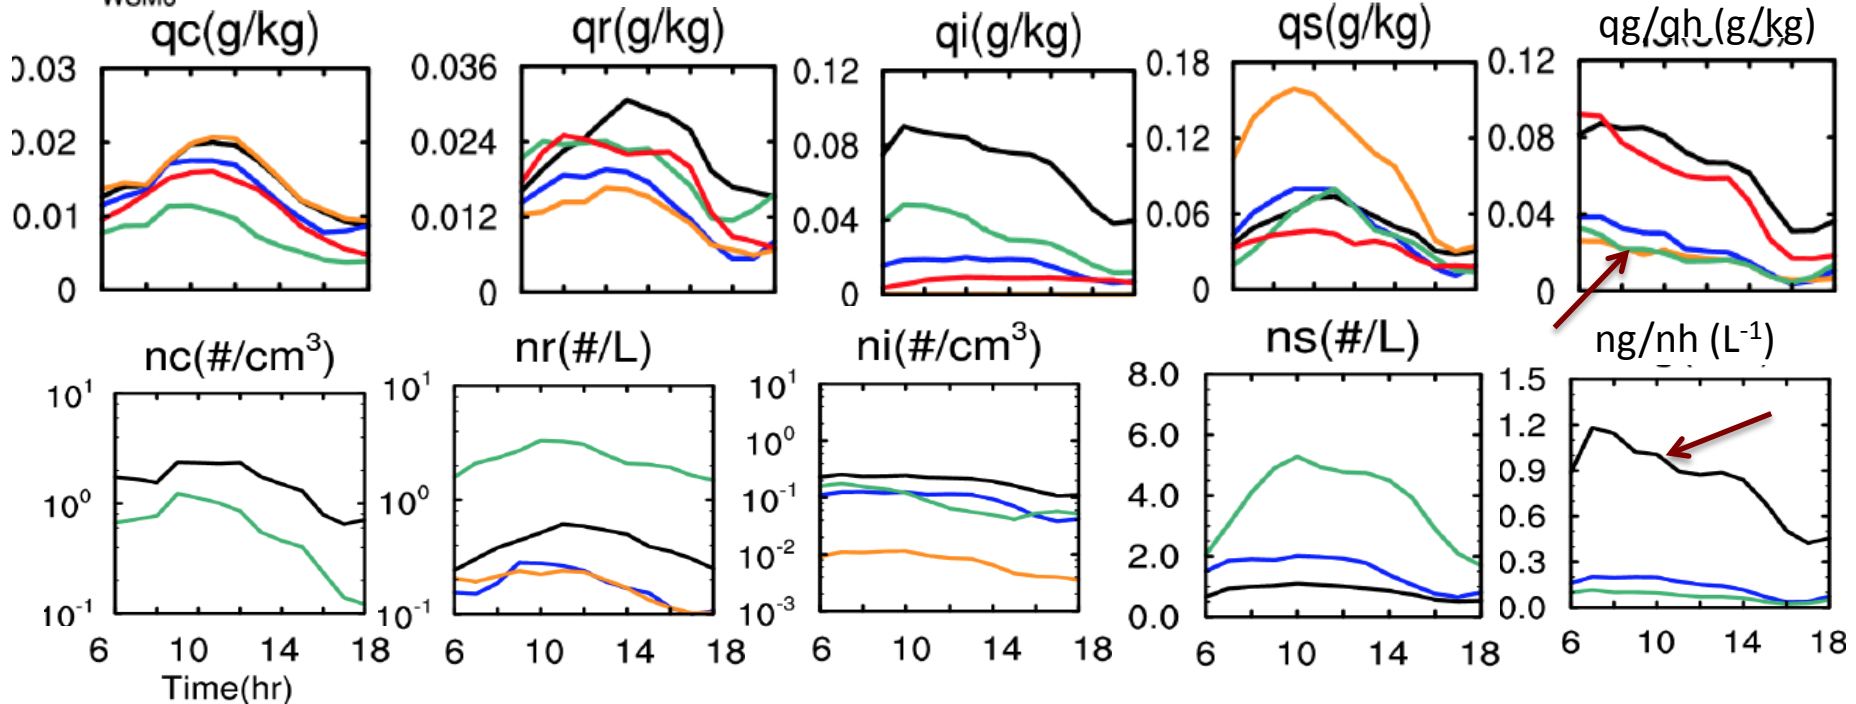 WSM6
qc(g/kg) qr(g/kg) qi(g/kg) qs(g/kg) qg/qh (g/kg)
0.03 0.036 0.12 0.18 0.12
0.02 0.024 0.08 0.12 0.08
0.01 0.012 0.04 0.06 0.04
0 0 0 0 0
nc(#/cm³) nr(#/L) ni(#/cm³) ns(#/L) ng/nh (L⁻¹)
10¹ 10¹ 10¹ 8.0 1.5
1.2
10⁰ 6.0
10⁰ 10⁰ 10⁻¹ 4.0 0.9
0.6
10⁻² 2.0 0.3
10⁻¹ 10⁻¹ 10⁻³ 0.0 0.0
6 10 14 18 6 10 14 18 6 10 14 18 6 10 14 18 6 10 14 18
Time(hr)